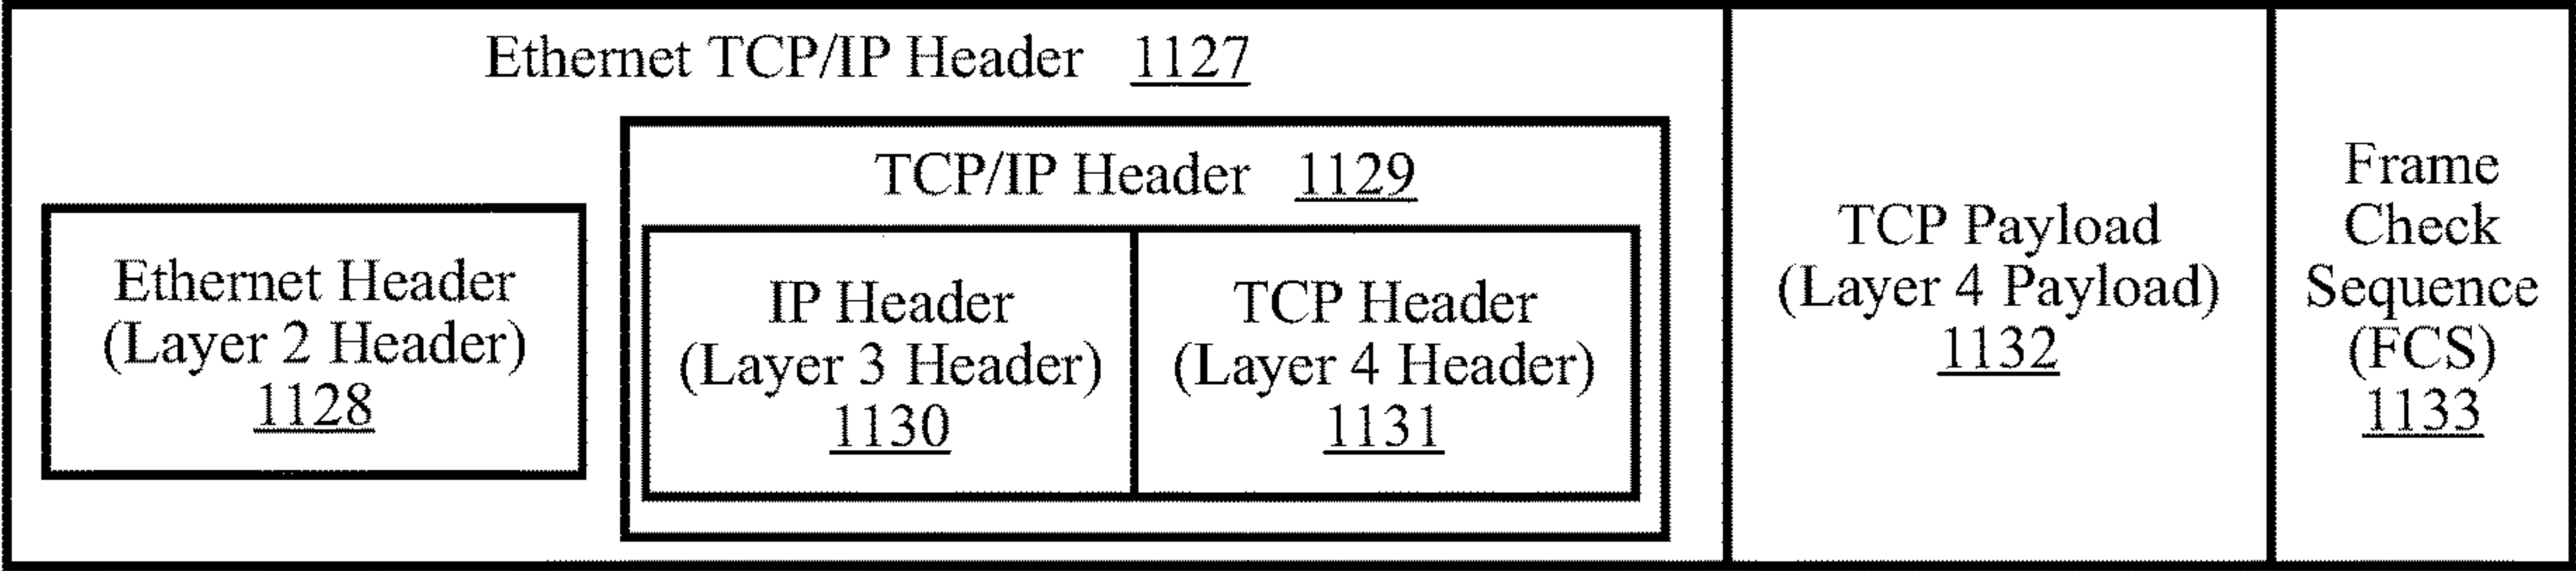 Ethernet TCP/IP Header 1127
TCP/IP Header 1129
Ethernet Header
(Layer 2 Header)
1128
IP Header
(Layer 3 Header)
1130
TCP Header
(Layer 4 Header)
1131
TCP Payload
(Layer 4 Payload)
1132
Frame
Check
Sequence
(FCS)
1133